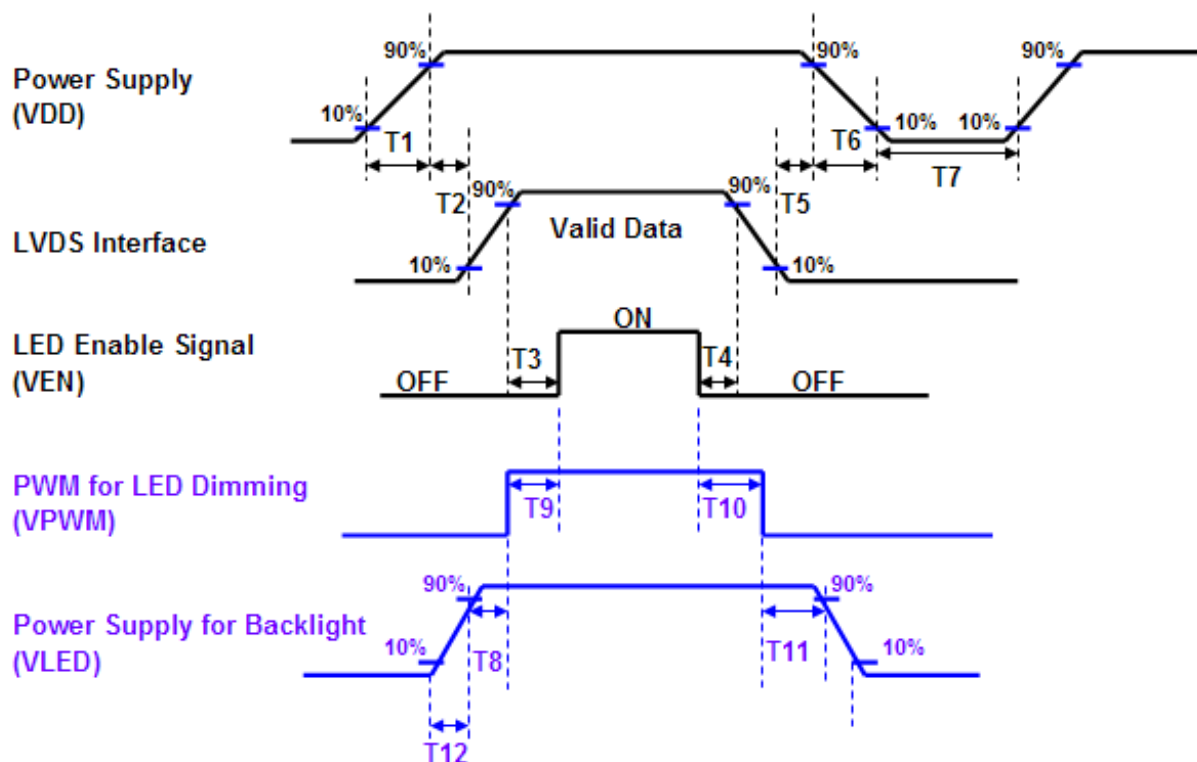 90% 90% 90%
Power Supply
(VDD)
10% 10% 10%
T1 T6
T7
T2 90% 90% T5
Valid Data
LVDS Interface
10% 10%
ON
LED Enable Signal
(VEN)
T3 T4
OFF OFF
PWM for LED Dimming
(VPWM)
T9 T10
90% 90%
Power Supply for Backlight
(VLED)
10% T8 T11 10%
T12